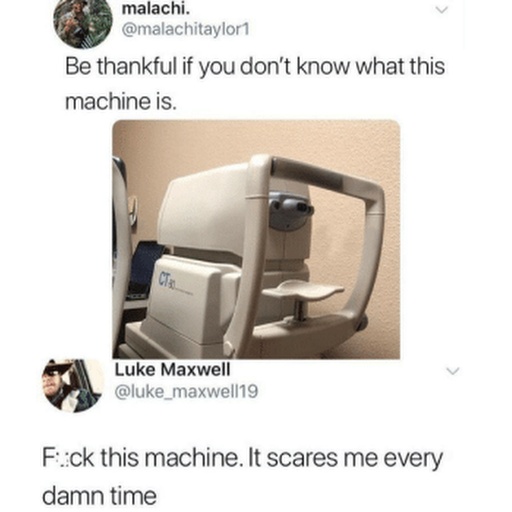 malachi.
@malachitaylor1
Be thankful if you don't know what this
machine is.
CT
Luke Maxwell
@luke_maxwell19
F:.:ck this machine. It scares me every
damn time